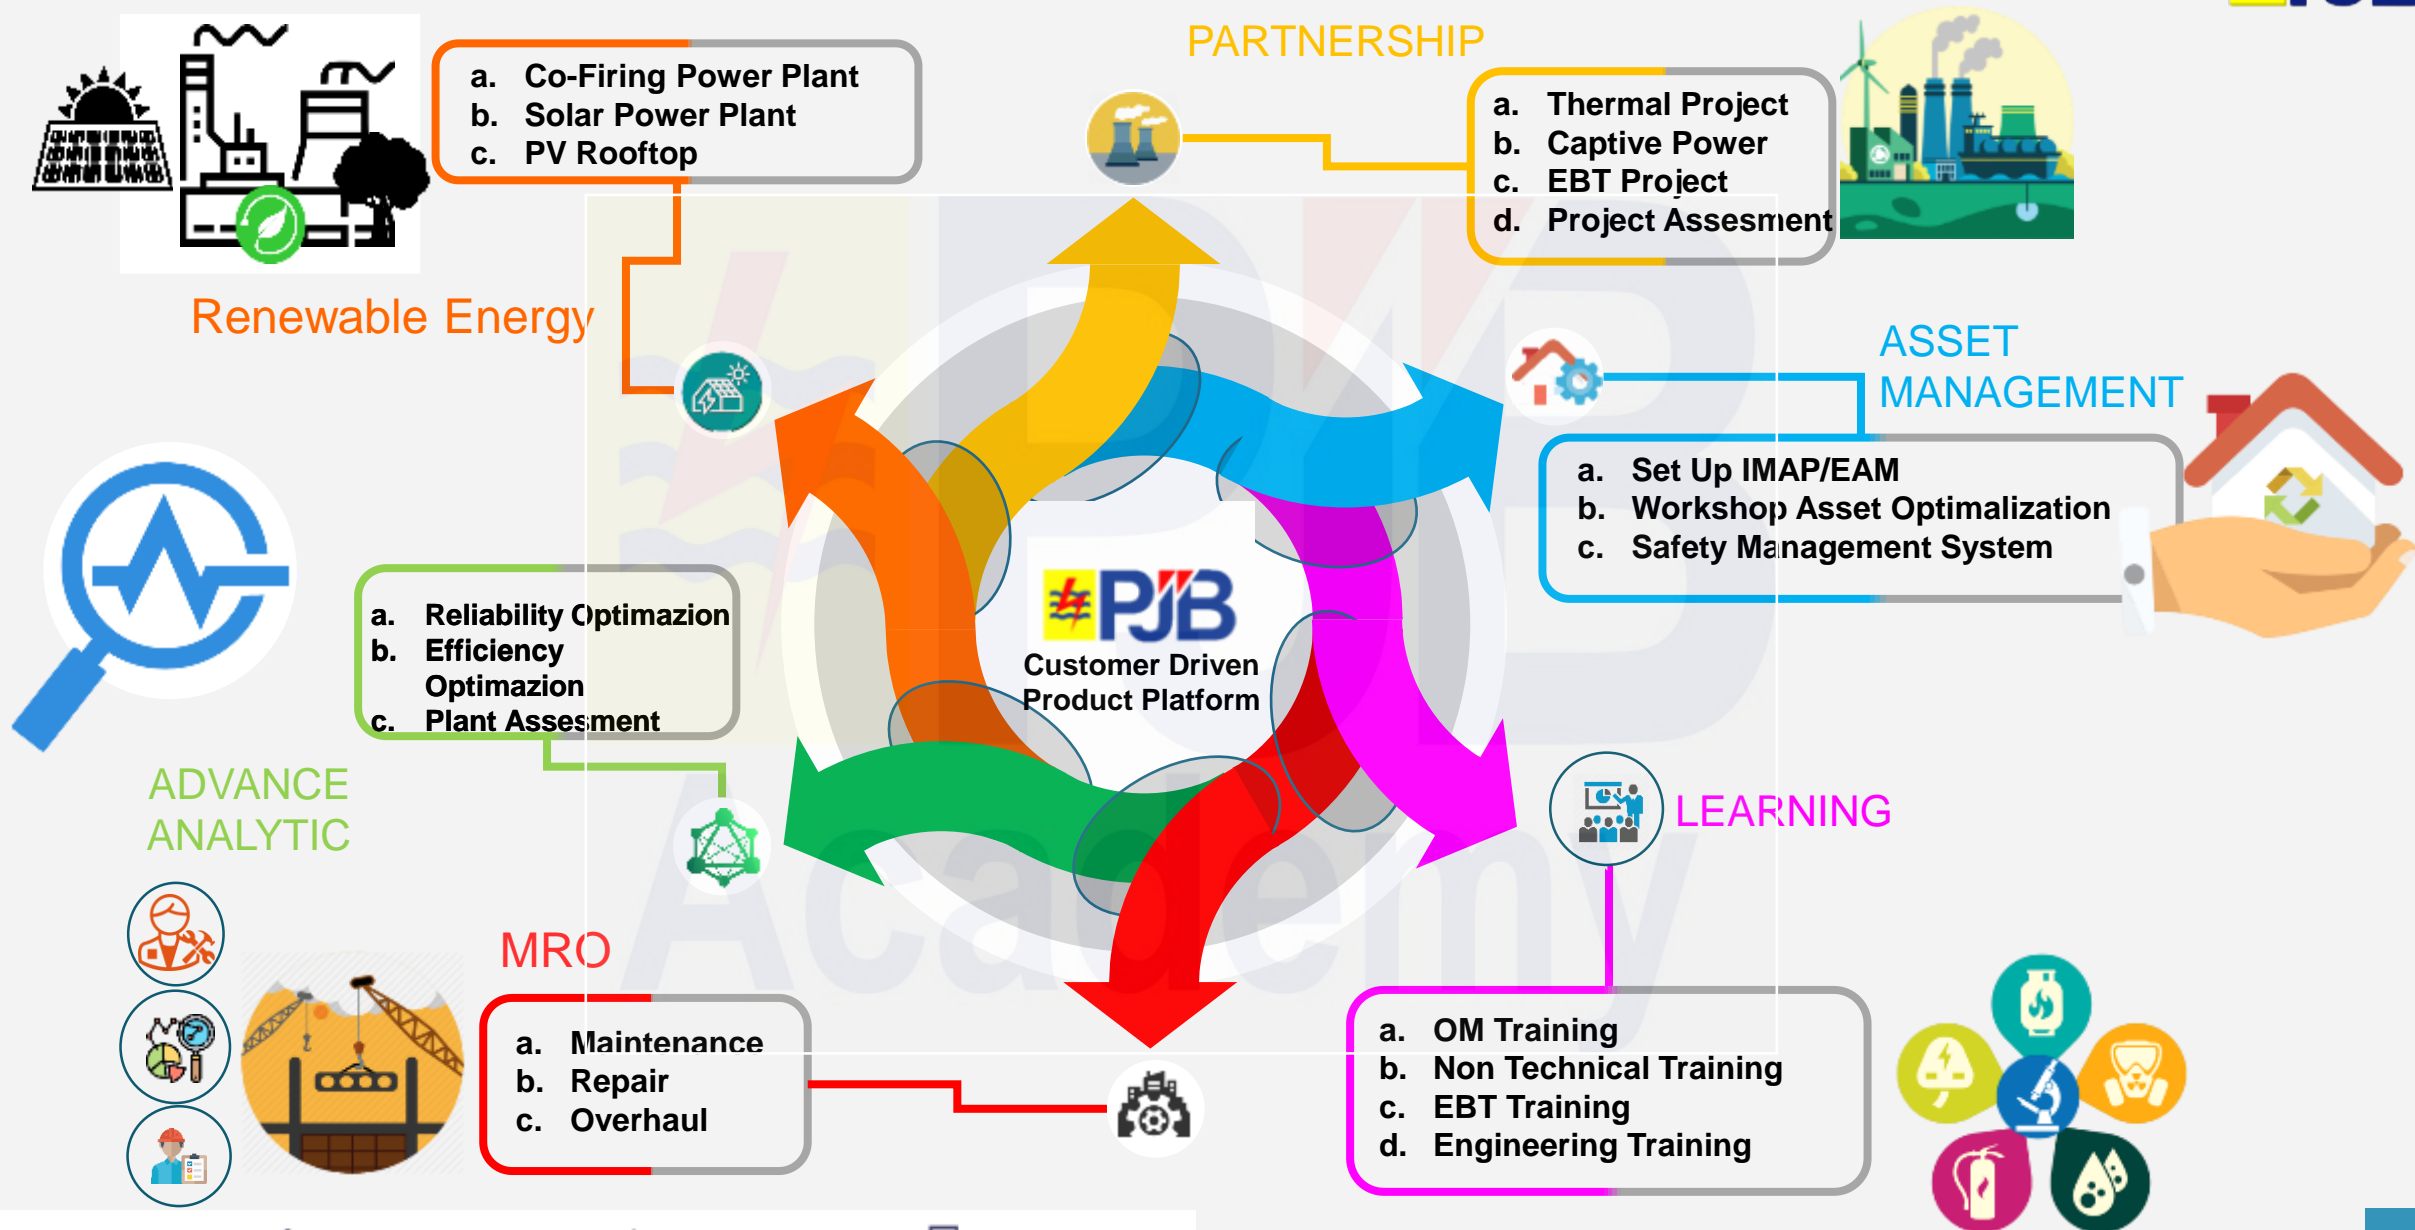 PARTNERSHIP
a. Co-Firing Power Plant
b. Solar Power Plant
c. PV Rooftop
Renewable Energy
a. Thermal Project
b. Captive Power
c. EBT Project
d. Project Assesment
ASSET
MANAGEMENT
a. Set Up IMAP/EAM
b. Workshop Asset Optimalization
c. Safety Management System
a. Reliability Optimazion
b. Efficiency
Optimazion
c. Plant Assesment
ADVANCE
ANALYTIC
PJB
Customer Driven
Product Platform
PJB
Academy
LEARNING
a. OM Training
b. Non Technical Training
c. EBT Training
d. Engineering Training
MRO
a. Maintenance
b. Repair
c. Overhaul